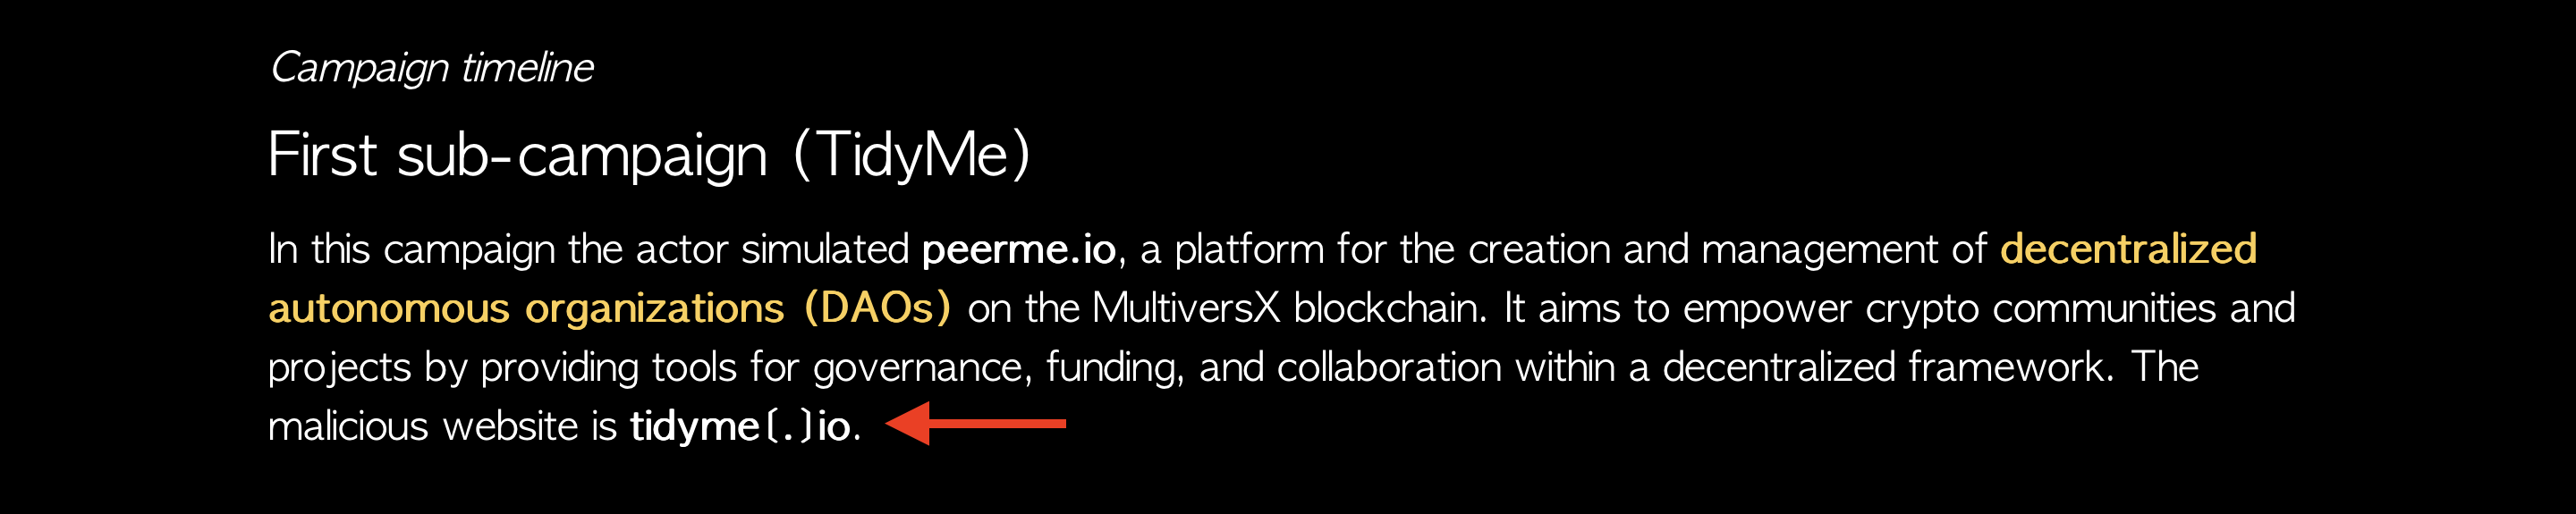 Campaign timeline
First sub-campaign (TidyMe)
In this campaign the actor simulated peerme.io, a platform for the creation and management of decentralized
autonomous organizations (DAOs) on the MultiversX blockchain. It aims to empower crypto communities and
projects by providing tools for governance, funding, and collaboration within a decentralized framework. The
malicious website is tidyme[.]io.